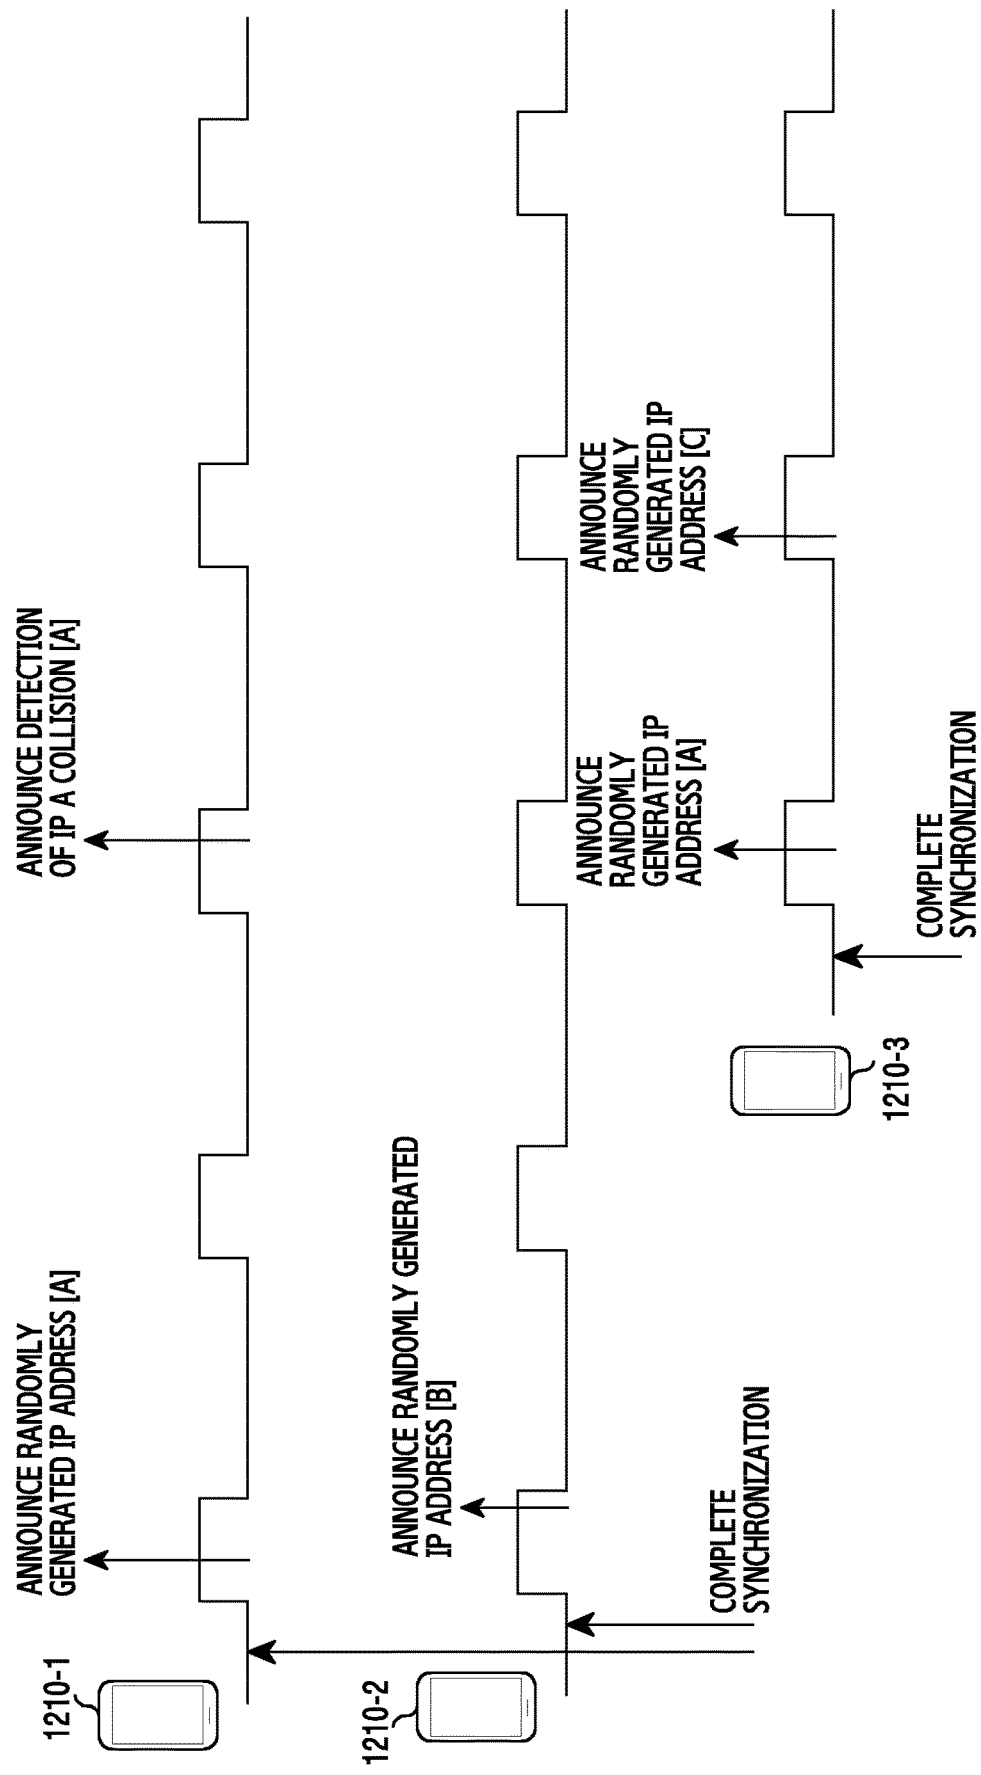 1210-1
ANNOUNCE RANDOMLY
GENERATED IP ADDRESS [A]
ANNOUNCE DETECTION
OF IP A COLLISION [A]
1210-2
ANNOUNCE RANDOMLY GENERATED
IP ADDRESS [B]
COMPLETE
SYNCHRONIZATION
1210-3
ANNOUNCE
RANDOMLY
GENERATED IP
ADDRESS [A]
ANNOUNCE
RANDOMLY
GENERATED IP
ADDRESS [C]
COMPLETE
SYNCHRONIZATION